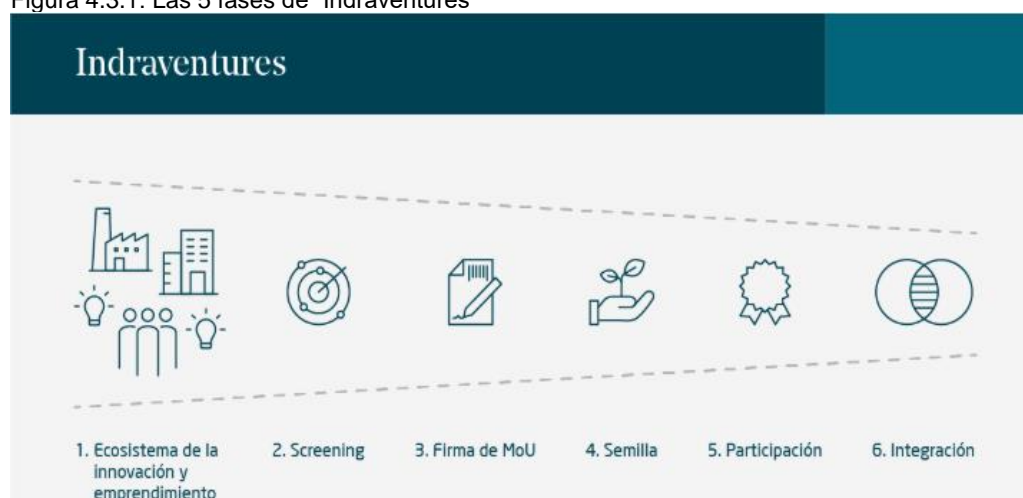 Figura 4.3.1. Las 5 fases de "Indraventures"
Indraventures
1. Ecosistema de la
innovación y
emprendimiento
2. Screening
3. Firma de MoU
4. Semilla
5. Participación
6. Integración